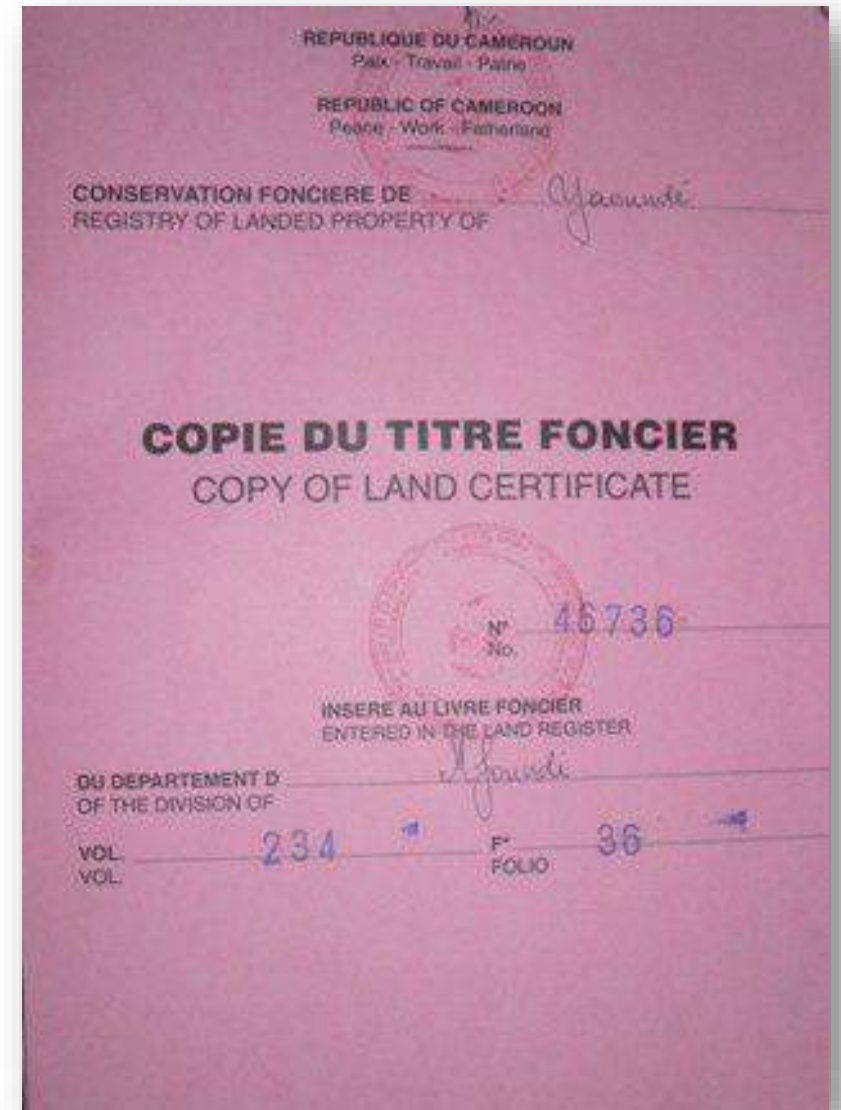 REPUBLIQUE DU CAMEROUN
Paix - Travail - Patrie
REPUBLIC OF CAMEROON
Peace - Work - Fatherland
CONSERVATION FONCIERE DE Yaoundé
REGISTRY OF LANDED PROPERTY OF
COPIE DU TITRE FONCIER
COPY OF LAND CERTIFICATE
N° 46736
No.
INSERE AU LIVRE FONCIER
ENTERED IN THE LAND REGISTER
DU DEPARTEMENT D Mfoundi
OF THE DIVISION OF
VOL. 234 F° 36
VOL. FOLIO